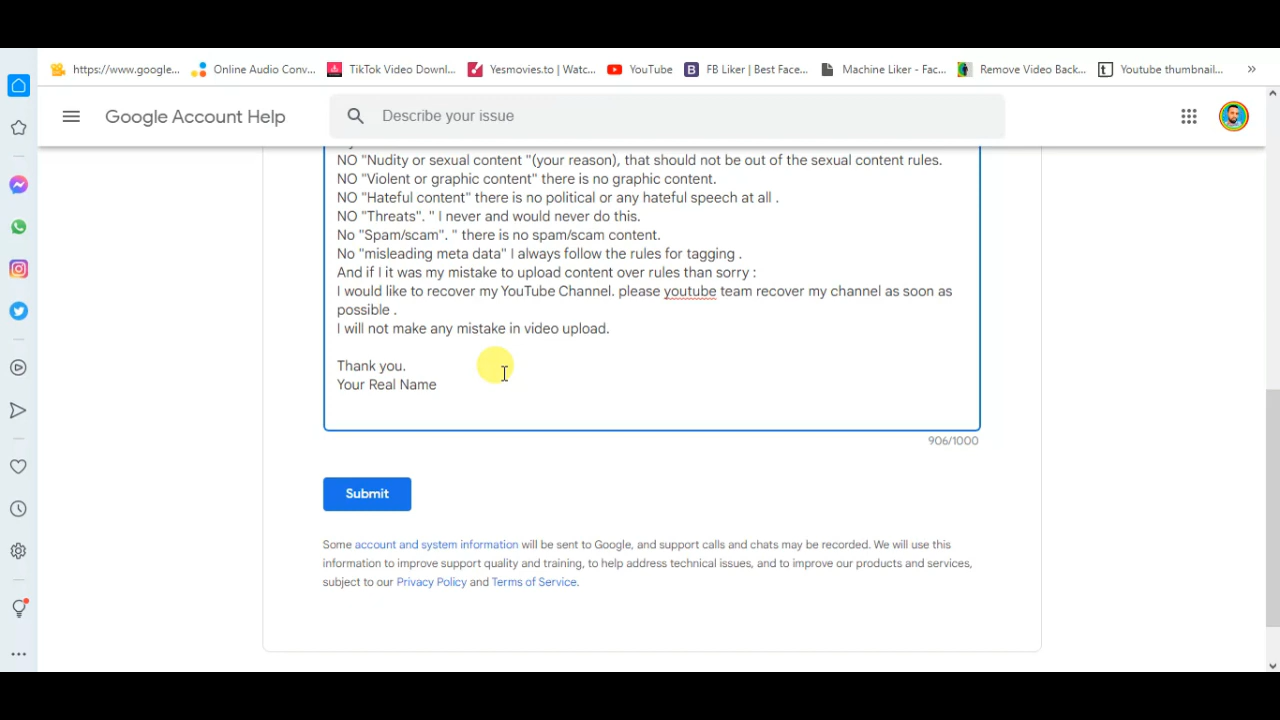 https://www.google...
Online Audio Conv...
TikTok Video Downl...
Yesmovies.to | Watc...
YouTube
FB Liker | Best Face...
Machine Liker - Fac...
Remove Video Back...
Youtube thumbnail...
Google Account Help
Describe your issue
NO "Nudity or sexual content "(your reason), that should not be out of the sexual content rules.
NO "Violent or graphic content" there is no graphic content.
NO "Hateful content" there is no political or any hateful speech at all .
NO "Threats". " I never and would never do this.
No "Spam/scam". " there is no spam/scam content.
No "misleading meta data" I always follow the rules for tagging .
And if I it was my mistake to upload content over rules than sorry :
I would like to recover my YouTube Channel. please youtube team recover my channel as soon as
possible .
I will not make any mistake in video upload.
Thank you.
Your Real Name
906/1000
Submit
Some account and system information will be sent to Google, and support calls and chats may be recorded. We will use this
information to improve support quality and training, to help address technical issues, and to improve our products and services,
subject to our Privacy Policy and Terms of Service.